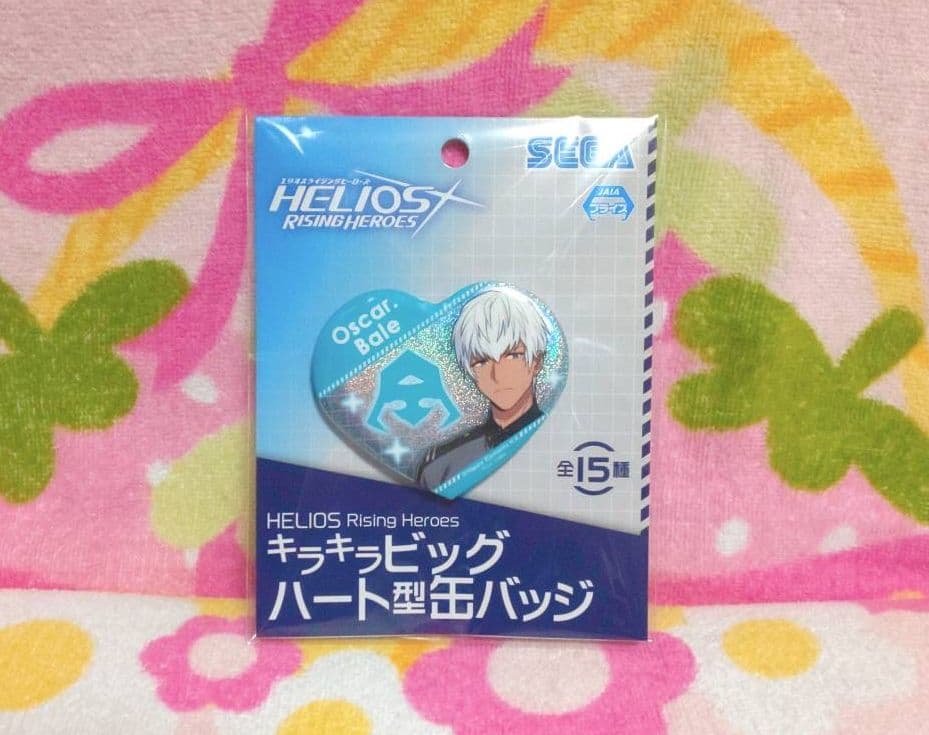 SEGA
エリオスライジングヒーローズ
HELIOS
RISING HEROES
JAIA
プライズ
Oscar.
Bale
全15種
HELIOS Rising Heroes
キラキラビッグ
ハート型缶バッジ